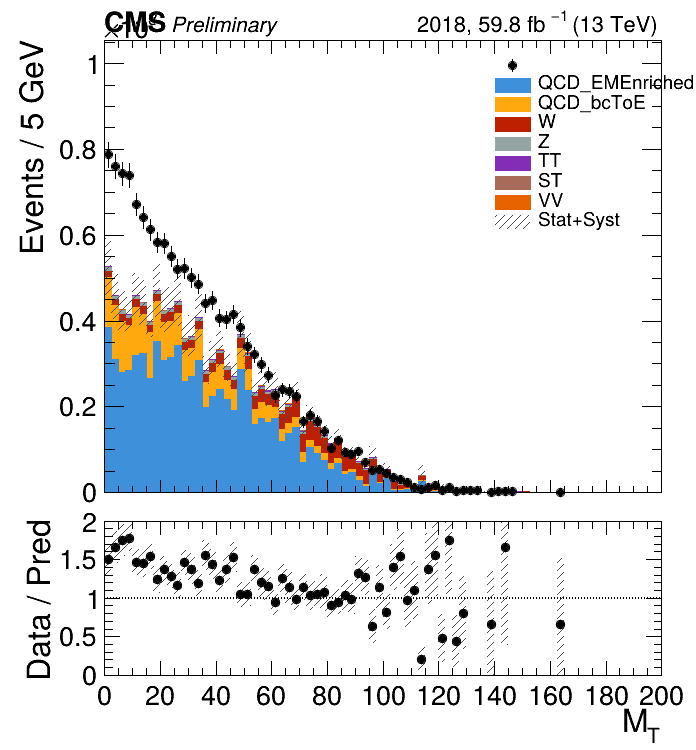 CMS Preliminary 2018, 59.8 fb⁻¹ (13 TeV)
Events / 5 GeV
1
0.8
0.6
0.4
0.2
0
QCD_EMEnriched
QCD_bcToE
W
Z
TT
ST
VV
Stat+Syst
Data / Pred
2
1.5
1
0.5
0
0 20 40 60 80 100 120 140 160 180 200
M_T